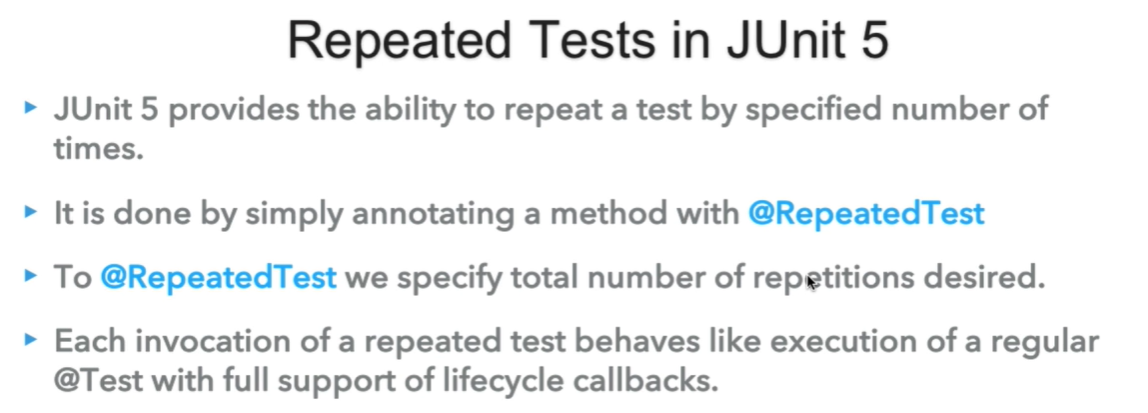 Repeated Tests in JUnit 5
JUnit 5 provides the ability to repeat a test by specified number of
times.
It is done by simply annotating a method with @RepeatedTest
To @RepeatedTest we specify total number of repetitions desired.
Each invocation of a repeated test behaves like execution of a regular
@Test with full support of lifecycle callbacks.